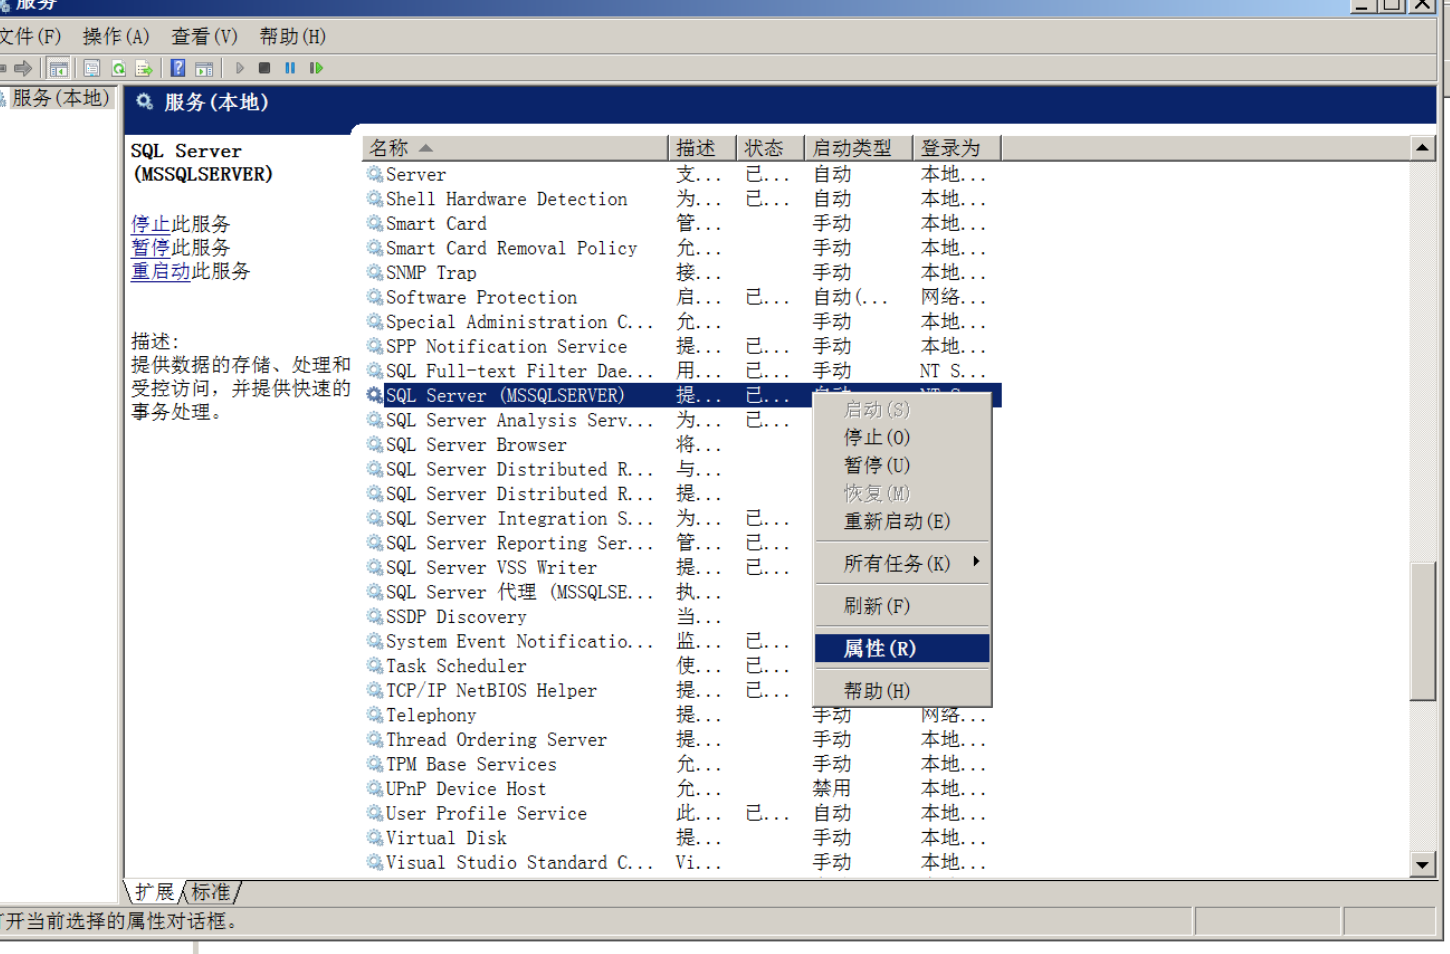 服务
文件(F) 操作(A) 查看(V) 帮助(H)
服务(本地)
服务(本地)
SQL Server
(MSSQLSERVER)
停止此服务
暂停此服务
重启动此服务
描述:
提供数据的存储、处理和
受控访问，并提供快速的
事务处理。
名称 描述 状态 启动类型 登录为
Server 支... 已... 自动 本地...
Shell Hardware Detection 为... 已... 自动 本地...
Smart Card 管... 手动 本地...
Smart Card Removal Policy 允... 手动 本地...
SNMP Trap 接... 手动 本地...
Software Protection 启... 已... 自动(... 网络...
Special Administration C... 允... 手动 本地...
SPP Notification Service 提... 已... 手动 本地...
SQL Full-text Filter Dae... 用... 已... 手动 NT S...
SQL Server (MSSQLSERVER) 提... 已... 自动 NT S...
SQL Server Analysis Serv... 为... 已...
SQL Server Browser 将...
SQL Server Distributed R... 与...
SQL Server Distributed R... 提...
SQL Server Integration S... 为... 已...
SQL Server Reporting Ser... 管... 已...
SQL Server VSS Writer 提... 已...
SQL Server 代理 (MSSQLSE... 执...
SSDP Discovery 当...
System Event Notificatio... 监... 已...
Task Scheduler 使... 已...
TCP/IP NetBIOS Helper 提... 已...
Telephony 提... 手动 网络...
Thread Ordering Server 提... 手动 本地...
TPM Base Services 允... 手动 本地...
UPnP Device Host 允... 禁用 本地...
User Profile Service 此... 已... 自动 本地...
Virtual Disk 提... 手动 本地...
Visual Studio Standard C... Vi... 手动 本地...
启动(S)
停止(O)
暂停(U)
恢复(M)
重新启动(E)
所有任务(K)
刷新(F)
属性(R)
帮助(H)
扩展 标准
打开当前选择的属性对话框。